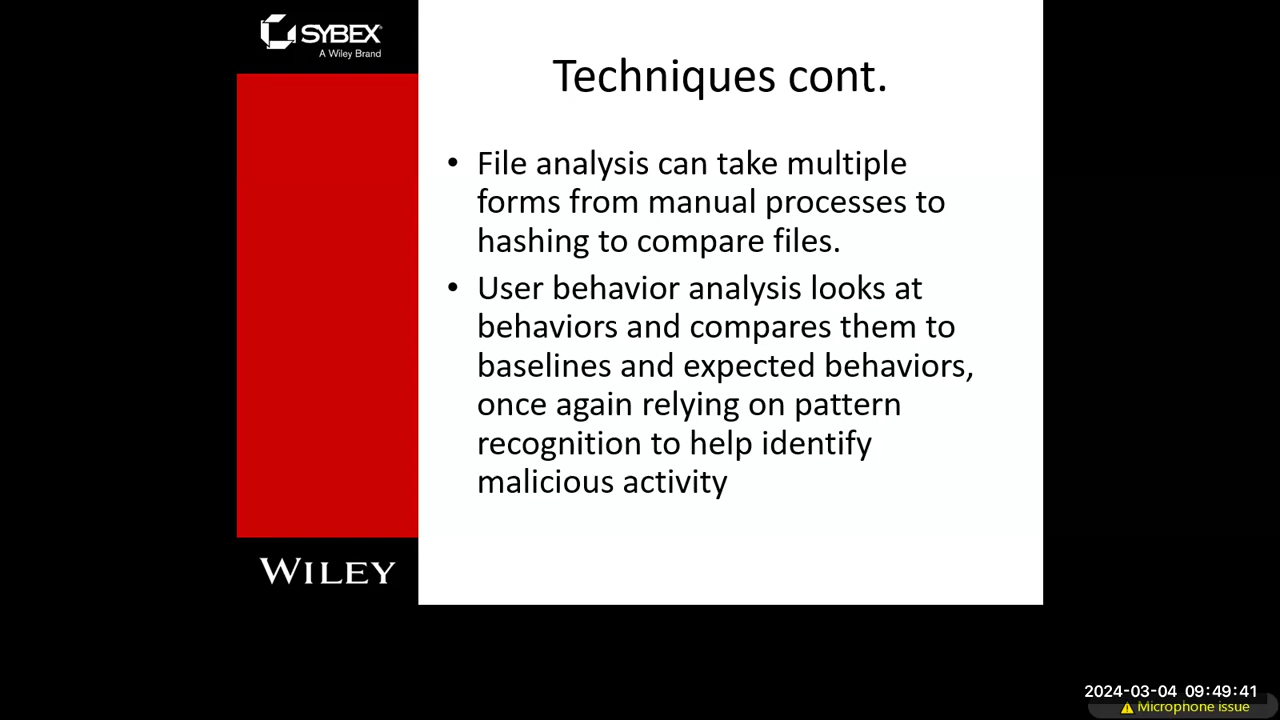 SYBEX
A Wiley Brand
Techniques cont.
• File analysis can take multiple
forms from manual processes to
hashing to compare files.
• User behavior analysis looks at
behaviors and compares them to
baselines and expected behaviors,
once again relying on pattern
recognition to help identify
malicious activity
WILEY
2024-03-04 09:49:41
Microphone issue